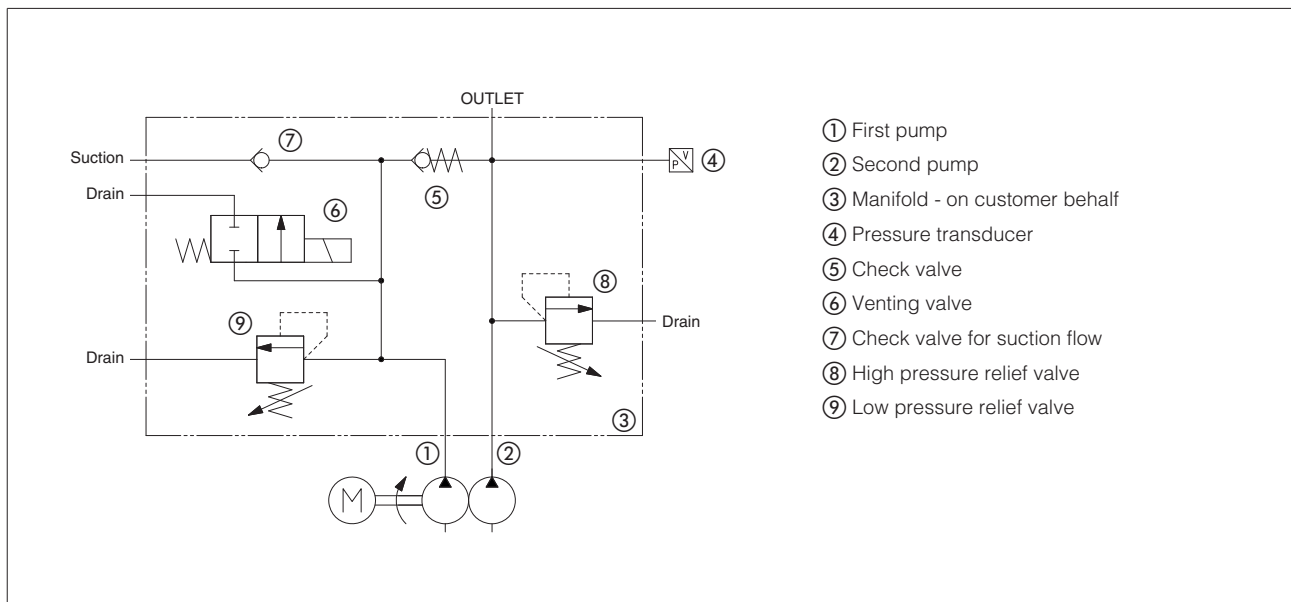 OUTLET
⑦
Suction
④
P V
Drain
⑤
⑥
⑧
⑨
Drain
Drain
③
①
②
M
① First pump
② Second pump
③ Manifold - on customer behalf
④ Pressure transducer
⑤ Check valve
⑥ Venting valve
⑦ Check valve for suction flow
⑧ High pressure relief valve
⑨ Low pressure relief valve